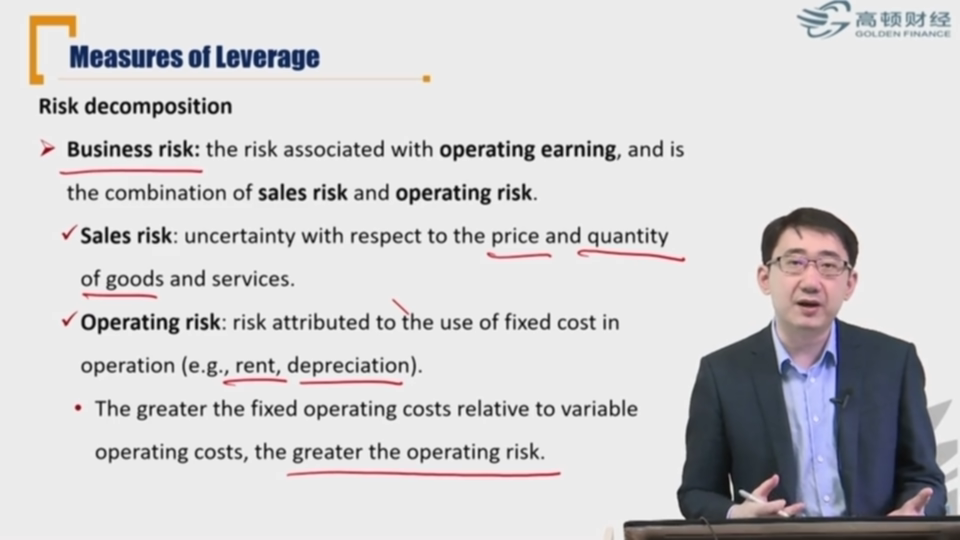 高顿财经
GOLDEN FINANCE
Measures of Leverage
Risk decomposition
Business risk: the risk associated with operating earning, and is
the combination of sales risk and operating risk.
Sales risk: uncertainty with respect to the price and quantity
of goods and services.
Operating risk: risk attributed to the use of fixed cost in
operation (e.g., rent, depreciation).
• The greater the fixed operating costs relative to variable
operating costs, the greater the operating risk.